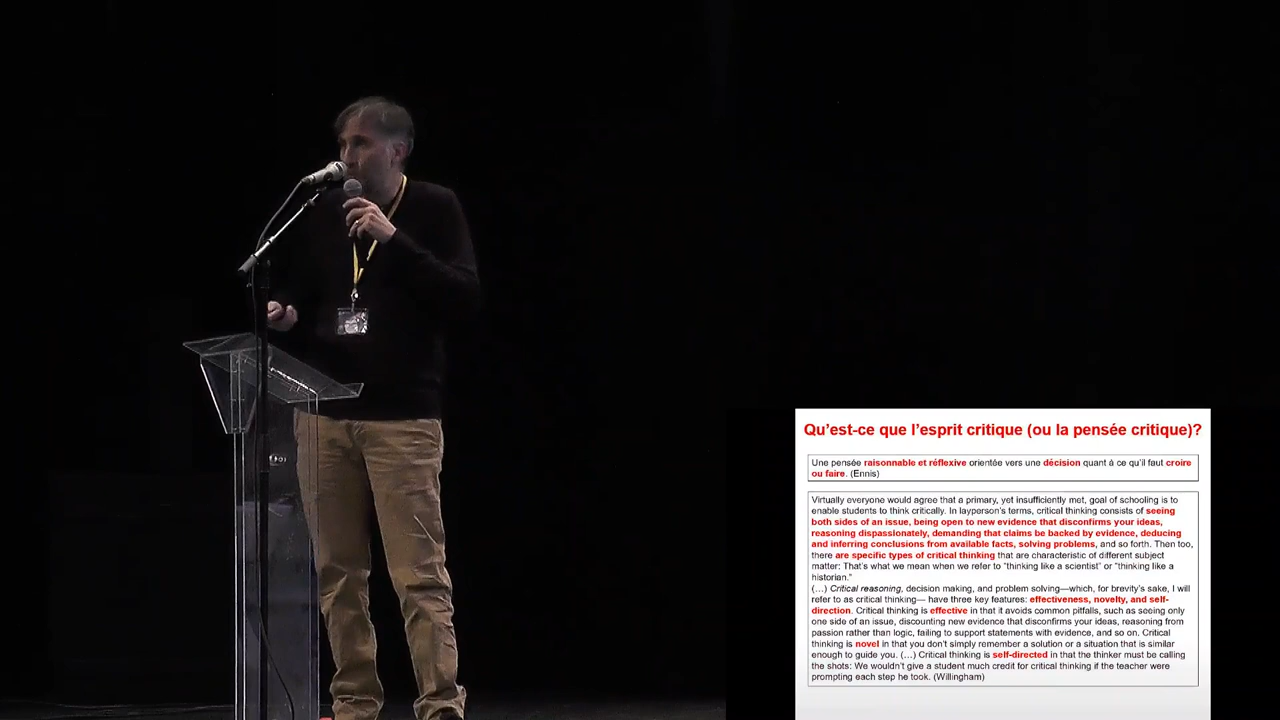 Qu'est-ce que l'esprit critique (ou la pensée critique)?
Une pensée raisonnable et réflexive orientée vers une décision quant à ce qu'il faut croire
ou faire. (Ennis)
Virtually everyone would agree that a primary, yet insufficiently met, goal of schooling is to
enable students to think critically. In layperson's terms, critical thinking consists of seeing
both sides of an issue, being open to new evidence that disconfirms your ideas,
reasoning dispassionately, demanding that claims be backed by evidence, deducing
and inferring conclusions from available facts, solving problems, and so forth. Then too,
there are specific types of critical thinking that are characteristic of different subject
matter: That's what we mean when we refer to "thinking like a scientist" or "thinking like a
historian."
(…) Critical reasoning, decision making, and problem solving—which, for brevity's sake, I will
refer to as critical thinking— have three key features: effectiveness, novelty, and self-
direction. Critical thinking is effective in that it avoids common pitfalls, such as seeing only
one side of an issue, discounting new evidence that disconfirms your ideas, reasoning from
passion rather than logic, failing to support statements with evidence, and so on. Critical
thinking is novel in that you don't simply remember a solution or a situation that is similar
enough to guide you. (…) Critical thinking is self-directed in that the thinker must be calling
the shots: We wouldn't give a student much credit for critical thinking if the teacher were
prompting each step he took. (Willingham)